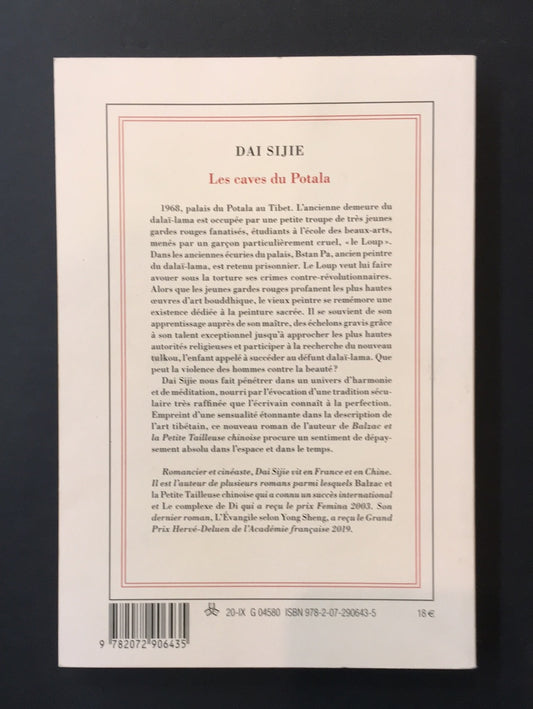 DAI SIJIE
Les caves du Potala
1968, palais du Potala au Tibet. L'ancienne demeure du
dalaï-lama est occupée par une petite troupe de très jeunes
gardes rouges fanatisés, étudiants à l'école des beaux-arts,
menés par un garçon particulièrement cruel, « le Loup ».
Dans les anciennes écuries du palais, Bstan Pa, ancien peintre
du dalaï-lama, est retenu prisonnier. Le Loup veut lui faire
avouer sous la torture ses crimes contre-révolutionnaires.
Alors que les jeunes gardes rouges profanent les plus hautes
œuvres d'art bouddhique, le vieux peintre se remémore une
existence dédiée à la peinture sacrée. Il se souvient de son
apprentissage auprès de son maître, des échelons gravis grâce
à son talent exceptionnel jusqu'à approcher les plus hautes
autorités religieuses et participer à la recherche du nouveau
tulkou, l'enfant appelé à succéder au défunt dalaï-lama. Que
peut la violence des hommes contre la beauté ?
Dai Sijie nous fait pénétrer dans un univers d'harmonie
et de méditation, nourri par l'évocation d'une tradition sécu-
laire très raffinée que l'écrivain connaît à la perfection.
Empreint d'une sensualité étonnante dans la description de
l'art tibétain, ce nouveau roman de l'auteur de Balzac et
la Petite Tailleuse chinoise procure un sentiment de dépay-
sement absolu dans l'espace et dans le temps.
Romancier et cinéaste, Dai Sijie vit en France et en Chine.
Il est l'auteur de plusieurs romans parmi lesquels Balzac et
la Petite Tailleuse chinoise qui a connu un succès international
et Le complexe de Di qui a reçu le prix Femina 2003. Son
dernier roman, L'Évangile selon Yong Sheng, a reçu le Grand
Prix Hervé-Deluen de l'Académie française 2019.
20-IX G 04580 ISBN 978-2-07-290643-5 18 €
9 782072 906435